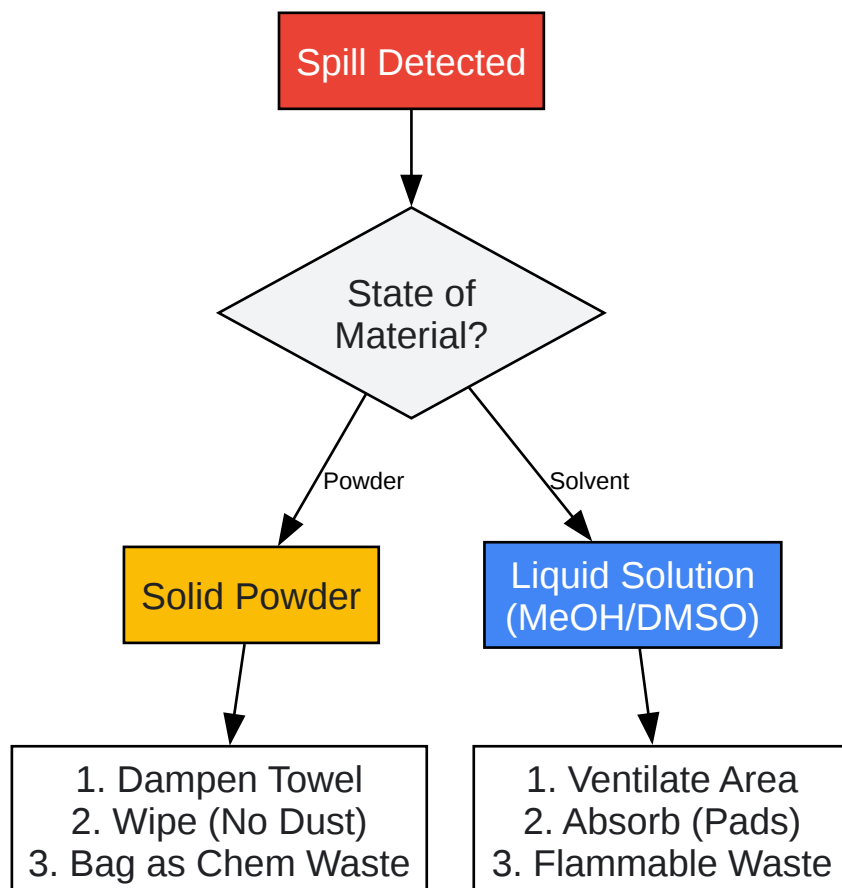 Spill Detected
State of
Material?
Powder
Solvent
Solid Powder
Liquid Solution
(MeOH/DMSO)
1. Dampen Towel
2. Wipe (No Dust)
3. Bag as Chem Waste
1. Ventilate Area
2. Absorb (Pads)
3. Flammable Waste